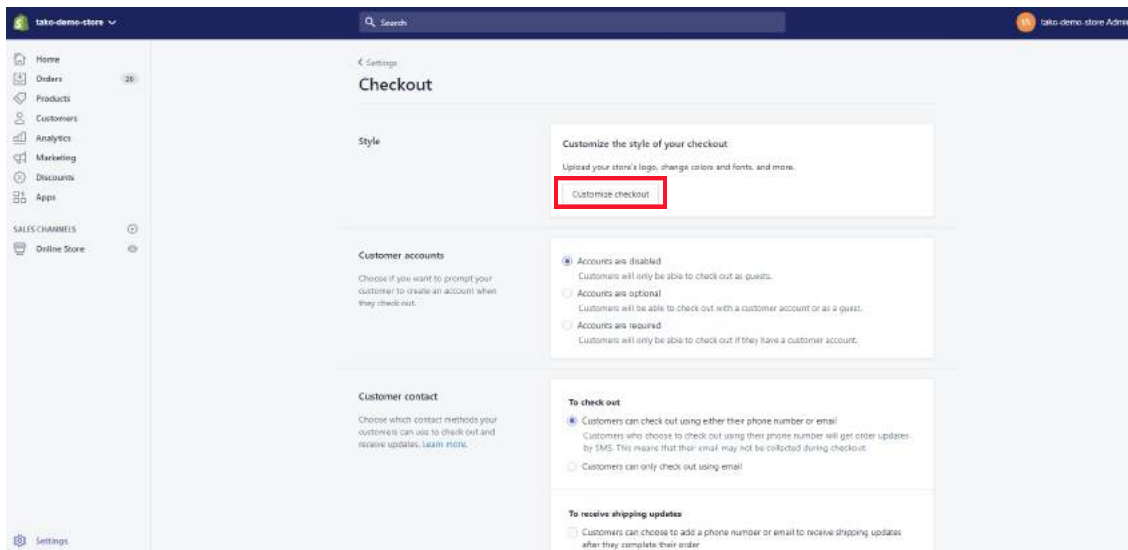 tako-demo-store
Search
tako-demo-store Admi
Home
Orders 20
Products
Customers
Analytics
Marketing
Discounts
Apps
SALES CHANNELS
Online Store
Settings
Settings
Checkout
Style
Customize the style of your checkout
Upload your store's logo, change colors and fonts, and more.
Customize checkout
Customer accounts
Choose if you want to prompt your
customer to create an account when
they check out.
Accounts are disabled
Customers will only be able to check out as guests.
Accounts are optional
Customers will be able to check out with a customer account or as a guest.
Accounts are required
Customers will only be able to check out if they have a customer account.
Customer contact
Choose which contact methods your
customers can use to check out and
receive updates. Learn more.
To check out
Customers can check out using either their phone number or email
Customers who choose to check out using their phone number will get order updates
by SMS. This means that their email may not be collected during checkout.
Customers can only check out using email
To receive shipping updates
Customers can choose to add a phone number or email to receive shipping updates
after they complete their order